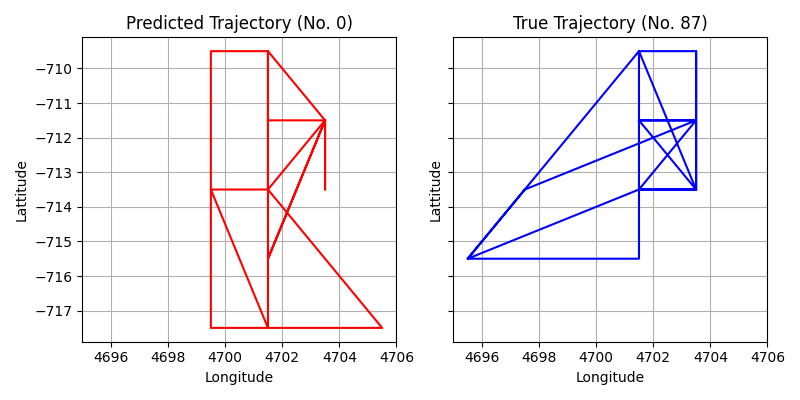 Predicted Trajectory (No. 0)
True Trajectory (No. 87)
Lattitude
−710
−711
−712
−713
−714
−715
−716
−717
4696 4698 4700 4702 4704 4706
Longitude
Lattitude
4696 4698 4700 4702 4704 4706
Longitude